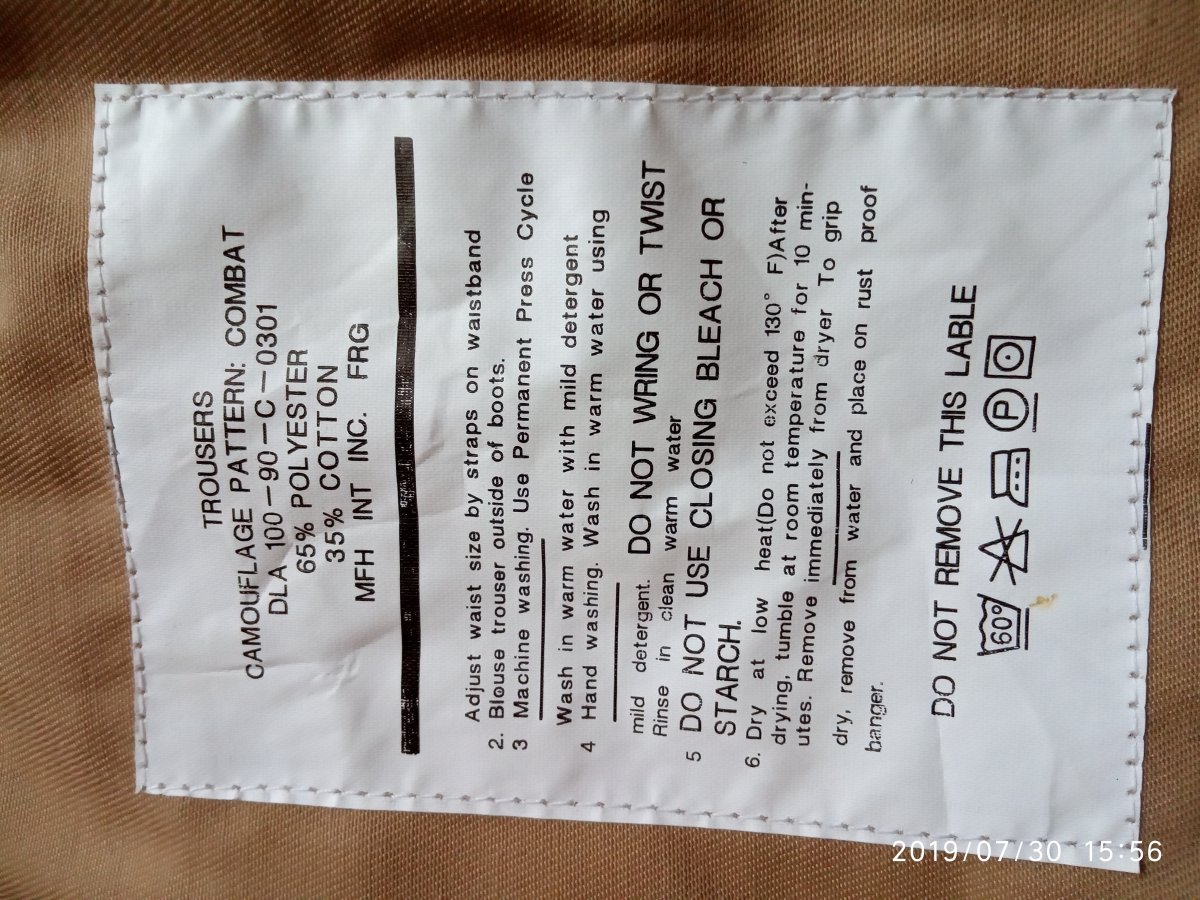 TROUSERS
CAMOUFLAGE PATTERN: COMBAT
DLA 100-90-C-0301
65% POLYESTER
35% COTTON
MFH INT INC. FRG
Adjust waist size by straps on waistband
2. Blouse trouser outside of boots.
3 Machine washing. Use Permanent Press Cycle
Wash in warm water with mild detergent
4 Hand washing. Wash in warm water using
mild detergent. DO NOT WRING OR TWIST
Rinse in clean warm water
5 DO NOT USE CLOSING BLEACH OR
STARCH.
6. Dry at low heat(Do not exceed 130° F)After
drying, tumble at room temperature for 10 min-
utes. Remove immediately from dryer To grip
dry, remove from water and place on rust proof
banger.
DO NOT REMOVE THIS LABLE
60° P
2019/07/30 15:56